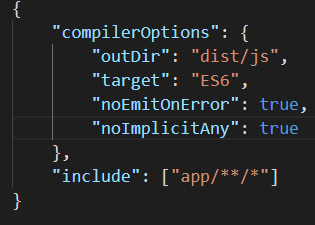 {
    "compilerOptions": {
        "outDir": "dist/js",
        "target": "ES6",
        "noEmitOnError": true,
        "noImplicitAny": true
    },
    "include": ["app/**/*"]
}